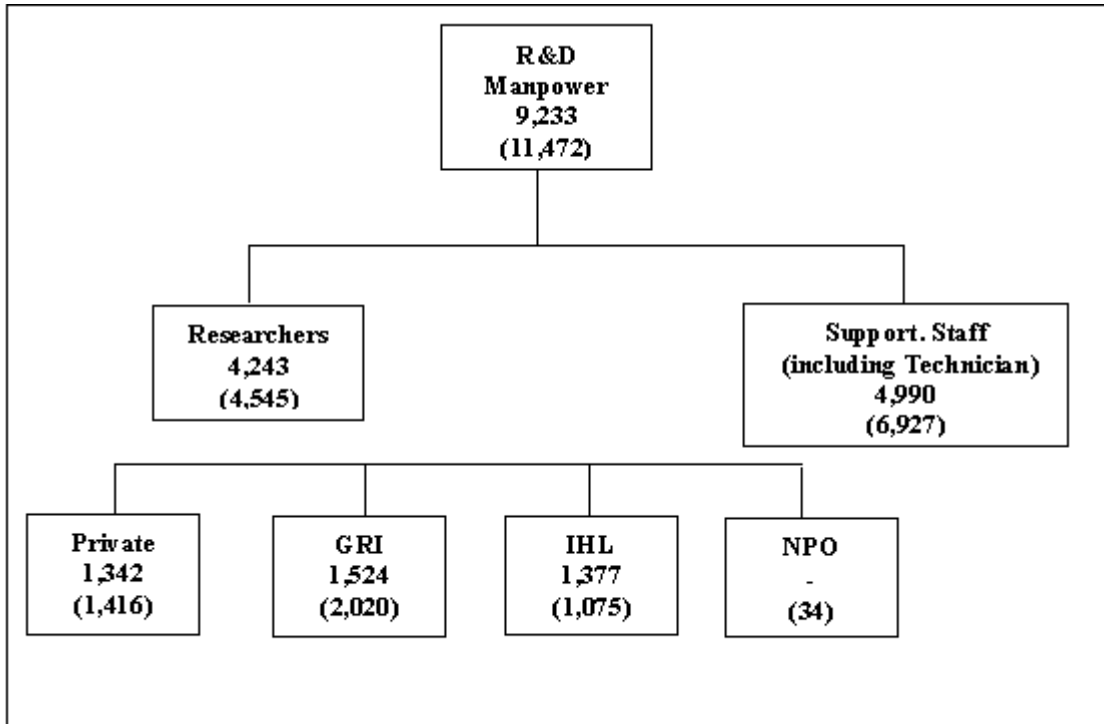 R&D
Manpower
9,233
(11,472)
Researchers
4,243
(4,545)
Support. Staff
(including Technician)
4,990
(6,927)
Private
1,342
(1,416)
GRI
1,524
(2,020)
IHL
1,377
(1,075)
NPO
-
(34)